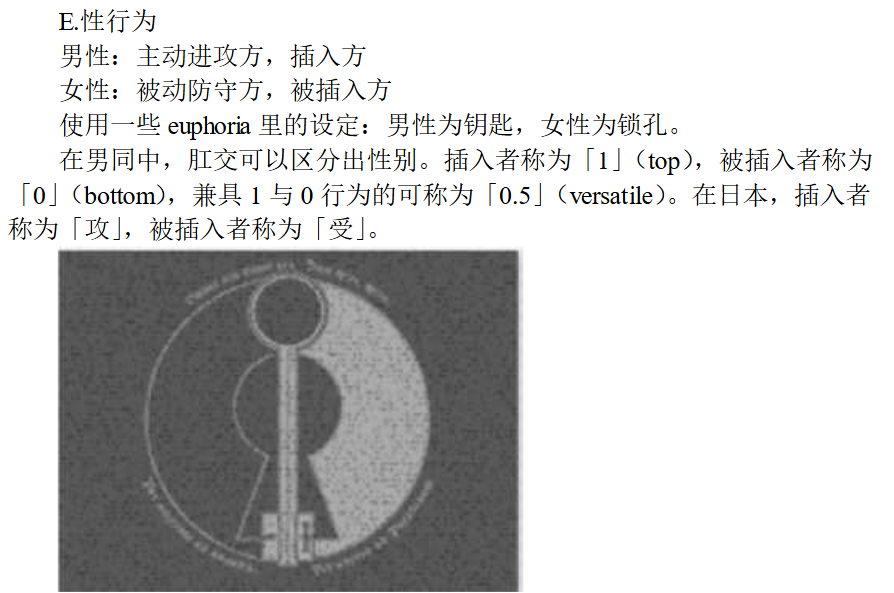 E.性行为
男性：主动进攻方，插入方
女性：被动防守方，被插入方
使用一些 euphoria 里的设定：男性为钥匙，女性为锁孔。
在男同中，肛交可以区分出性别。插入者称为「1」（top），被插入者称为
「0」（bottom），兼具 1 与 0 行为的可称为「0.5」（versatile）。在日本，插入者
称为「攻」，被插入者称为「受」。